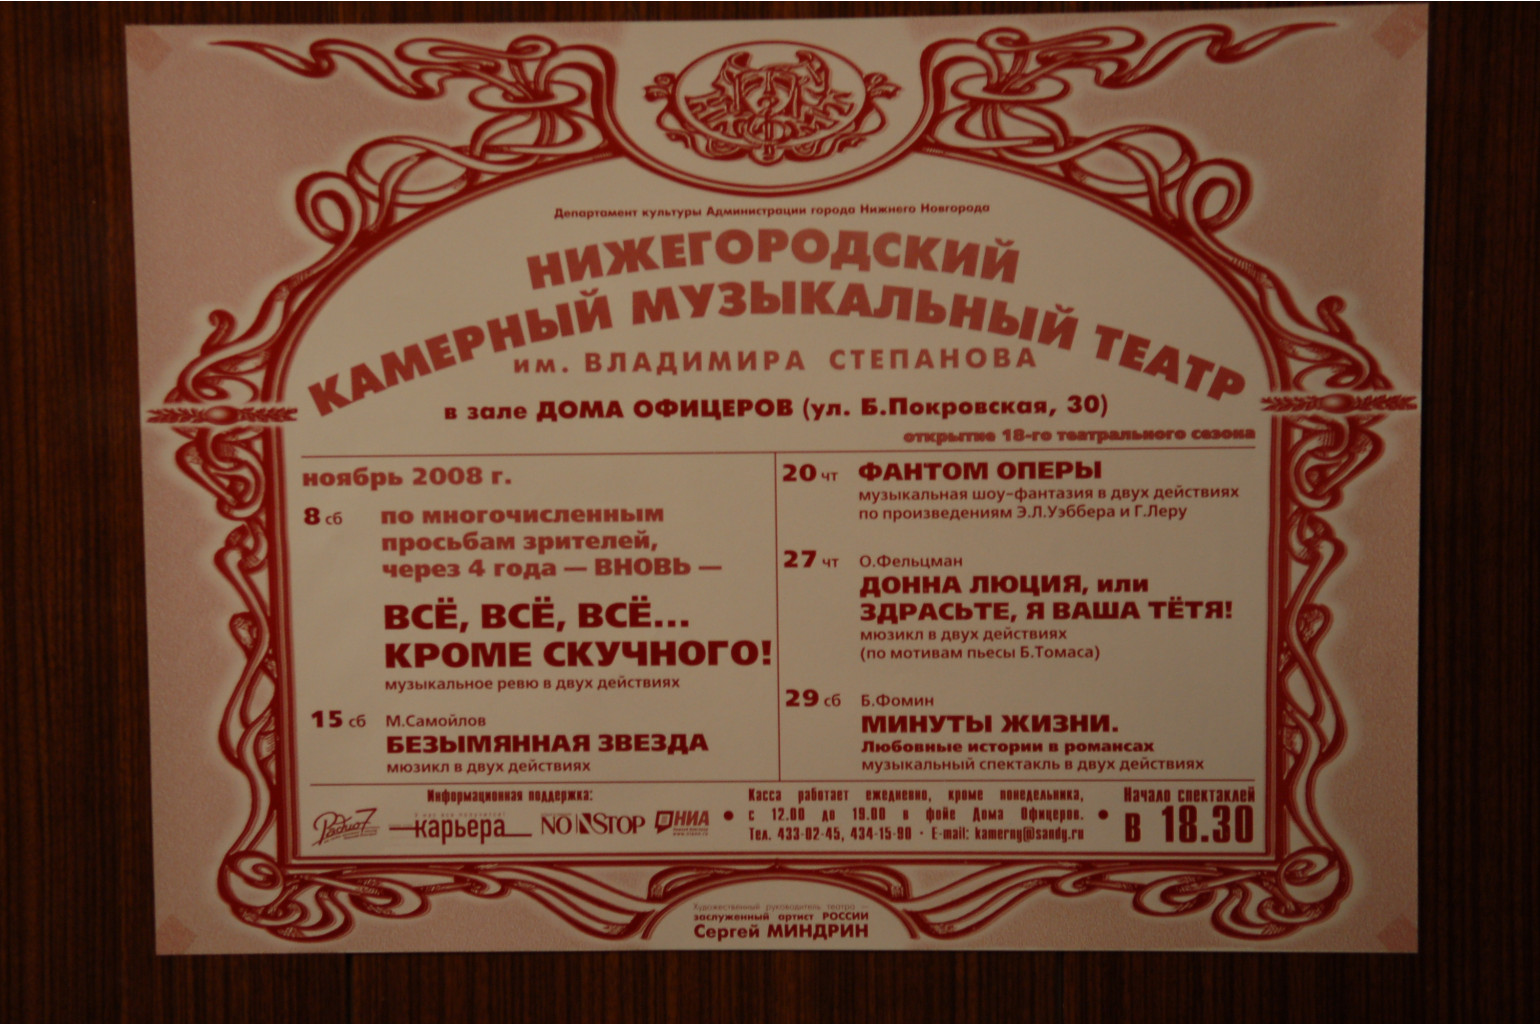 Департамент культуры Администрации города Нижнего Новгорода
НИЖЕГОРОДСКИЙ
КАМЕРНЫЙ МУЗЫКАЛЬНЫЙ ТЕАТР
им. ВЛАДИМИРА СТЕПАНОВА
в зале ДОМА ОФИЦЕРОВ (ул. Б.Покровская, 30)
открытие 18-го театрального сезона
ноябрь 2008 г.
8 сб по многочисленным
просьбам зрителей,
через 4 года — ВНОВЬ —
ВСЁ, ВСЁ, ВСЁ...
КРОМЕ СКУЧНОГО!
музыкальное ревю в двух действиях
15 сб М.Самойлов
БЕЗЫМЯННАЯ ЗВЕЗДА
мюзикл в двух действиях
20 чт ФАНТОМ ОПЕРЫ
музыкальная шоу-фантазия в двух действиях
по произведениям Э.Л.Уэббера и Г.Леру
27 чт О.Фельцман
ДОННА ЛЮЦИЯ, или
ЗДРАСЬТЕ, Я ВАША ТЁТЯ!
мюзикл в двух действиях
(по мотивам пьесы Б.Томаса)
29 сб Б.Фомин
МИНУТЫ ЖИЗНИ.
Любовные истории в романсах
музыкальный спектакль в двух действиях
Информационная поддержка:
Радио 7
карьера
NON STOP
НИА
Касса работает ежедневно, кроме понедельника,
с 12.00 до 19.00 в фойе Дома Офицеров.
Тел. 433-02-45, 434-15-90 · E-mail: kamerny@sandy.ru
Начало спектаклей
в 18.30
Художественный руководитель театра —
заслуженный артист РОССИИ
Сергей МИНДРИН